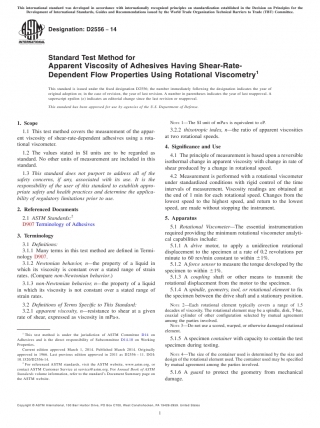 This international standard was developed in accordance with internationally recognized principles on standardization established in the Decision on Principles for the
Development of International Standards, Guides and Recommendations issued by the World Trade Organization Technical Barriers to Trade (TBT) Committee.
Designation: D2556 − 14
Standard Test Method for
Apparent Viscosity of Adhesives Having Shear-Rate-
Dependent Flow Properties Using Rotational Viscometry1
This standard is issued under the fixed designation D2556; the number immediately following the designation indicates the year of
original adoption or, in the case of revision, the year of last revision. A number in parentheses indicates the year of last reapproval. A
superscript epsilon (ε) indicates an editorial change since the last revision or reapproval.
This standard has been approved for use by agencies of the U.S. Department of Defense.
1. Scope
1.1 This test method covers the measurement of the appar-
ent viscosity of shear-rate-dependent adhesives using a rota-
tional viscometer.
1.2 The values stated in SI units are to be regarded as
standard. No other units of measurement are included in this
standard.
1.3 This standard does not purport to address all of the
safety concerns, if any, associated with its use. It is the
responsibility of the user of this standard to establish appro-
priate safety and health practices and determine the applica-
bility of regulatory limitations prior to use.
2. Referenced Documents
2.1 ASTM Standards:2
D907 Terminology of Adhesives
3. Terminology
3.1 Definitions:
3.1.1 Many terms in this test method are defined in Termi-
nology D907.
3.1.2 Newtonian behavior, n—the property of a liquid in
which its viscosity is constant over a stated range of strain
rates. (Compare non-Newtonian behavior.)
3.1.3 non-Newtonian behavior, n—the property of a liquid
in which its viscosity is not constant over a stated range of
strain rates.
3.2 Definitions of Terms Specific to This Standard:
3.2.1 apparent viscosity, n—resistance to shear at a given
rate of shear, expressed as viscosity in mPa·s.
1 This test method is under the jurisdiction of ASTM Committee D14 on
Adhesives and is the direct responsibility of Subcommittee D14.10 on Working
Properties.
Current edition approved March 1, 2014. Published March 2014. Originally
approved in 1966. Last previous edition approved in 2011 as D2556 – 11. DOI:
10.1520/D2556-14.
2 For referenced ASTM standards, visit the ASTM website, www.astm.org, or
contact ASTM Customer Service at service@astm.org. For Annual Book of ASTM
Standards volume information, refer to the standard's Document Summary page on
the ASTM website.
NOTE 1—The SI unit of mPa·s is equivalent to cP
3.2.2 thixotropic index, n—the ratio of apparent viscosities
at two rotational speeds.
4. Significance and Use
4.1 The principle of measurement is based upon a reversible
isothermal change in apparent viscosity with change in rate of
shear produced by a change in rotational speed.
4.2 Measurement is performed with a rotational viscometer
under standardized conditions with rigid control of the time
intervals of measurement. Viscosity readings are obtained at
the end of 1 minute for each rotational speed. Changes from the
lowest speed to the highest speed, and return to the lowest
speed, are made without stopping the instrument.
5. Apparatus
5.1 Rotational Viscometer—The essential instrumentation
required providing the minimum rotational viscometer analyti-
cal capabilities include:
5.1.1 A drive motor, to apply a unidirection rotational
displacement to the specimen at a rate of 0.2 revolutions per
minute to 60 rev/min constant to within ±1%.
5.1.2 A force sensor to measure the torque developed by the
specimen to within ±1%.
5.1.3 A coupling shaft or other means to transmit the
rotational displacement from the motor to the specimen.
5.1.4 A spindle, geometry, tool, or rotational element to fix
the specimen between the drive shaft and a stationary position.
NOTE 2—Each rotational element typically covers a range of 1.5
decades of viscosity. The rotational element may be a spindle, disk, T-bar,
coaxial cylinder of other configuration selected by mutual agreement
among the parties involved.
NOTE 3—Do not use a second, warped, or otherwise damaged rotational
element.
5.1.5 A specimen container with capacity to contain the test
specimen during testing.
NOTE 4—The size of the container used is determined by the size and
design of the rotational element used. The container used may be specified
by mutual agreement among the parties involved.
5.1.6 A guard to protect the geometry from mechanical
damage.
Copyright © ASTM International, 100 Barr Harbor Drive, PO Box C700, West Conshohocken, PA 19428-2959. United States
1